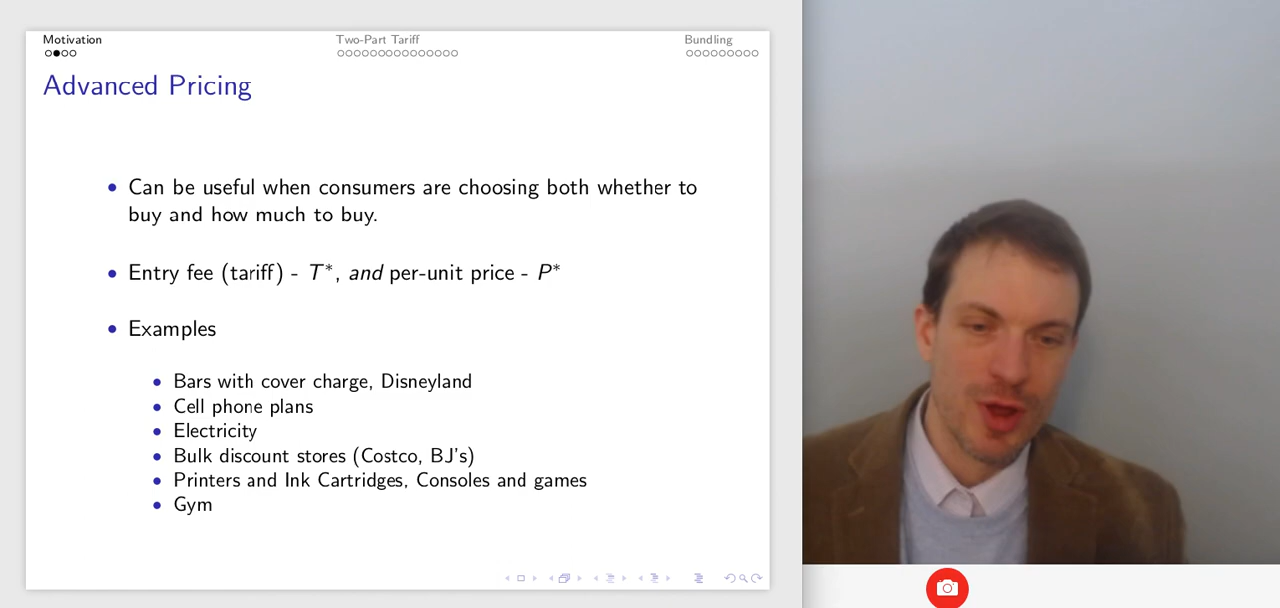 Motivation
Two-Part Tariff
Bundling
Advanced Pricing
Can be useful when consumers are choosing both whether to
buy and how much to buy.
Entry fee (tariff) - T*, and per-unit price - P*
Examples
Bars with cover charge, Disneyland
Cell phone plans
Electricity
Bulk discount stores (Costco, BJ's)
Printers and Ink Cartridges, Consoles and games
Gym